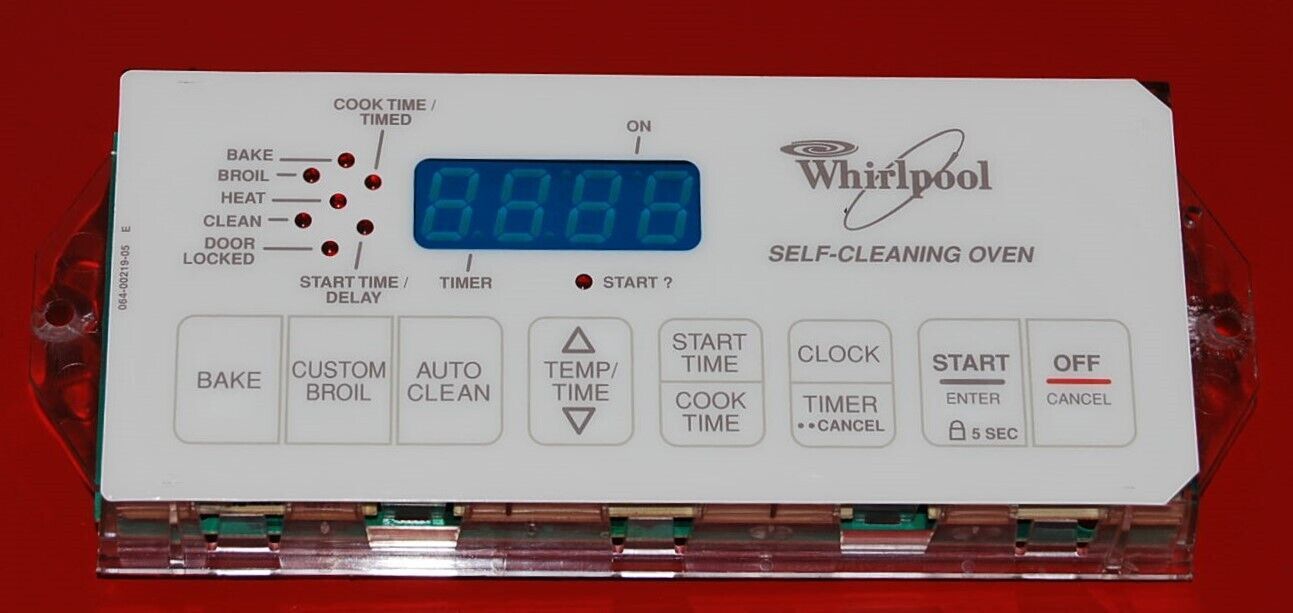 COOK TIME /
TIMED
ON
BAKE
BROIL
HEAT
CLEAN
DOOR
LOCKED
START TIME /
DELAY
TIMER
START ?
Whirlpool
SELF-CLEANING OVEN
064-00219-05 E
BAKE
CUSTOM
BROIL
AUTO
CLEAN
TEMP/
TIME
START
TIME
COOK
TIME
CLOCK
TIMER
••CANCEL
START
ENTER
5 SEC
OFF
CANCEL